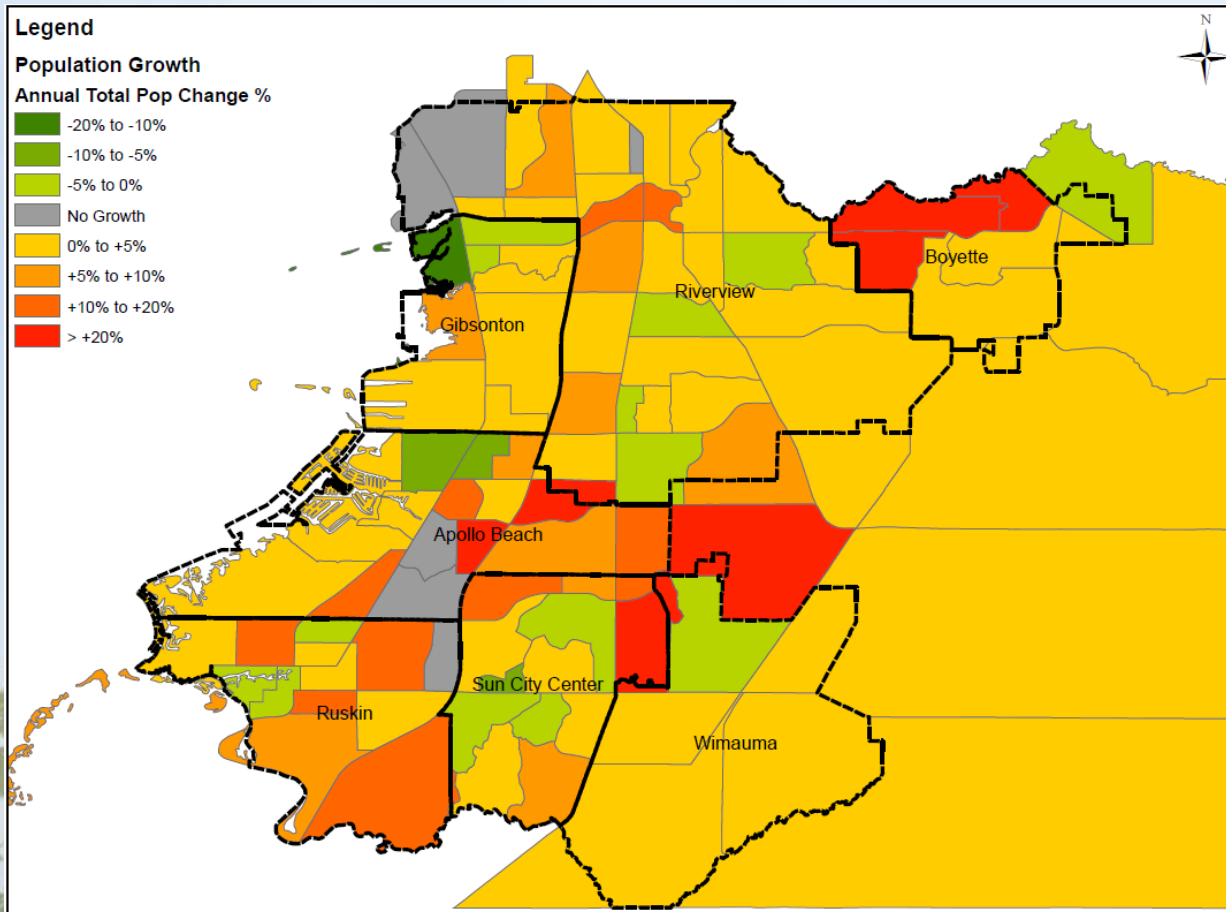 Legend
N
Population Growth
Annual Total Pop Change %
-20% to -10%
-10% to -5%
-5% to 0%
No Growth
0% to +5%
+5% to +10%
+10% to +20%
> +20%
Boyette
Riverview
Gibsonton
Apollo Beach
Sun City Center
Ruskin
Wimauma